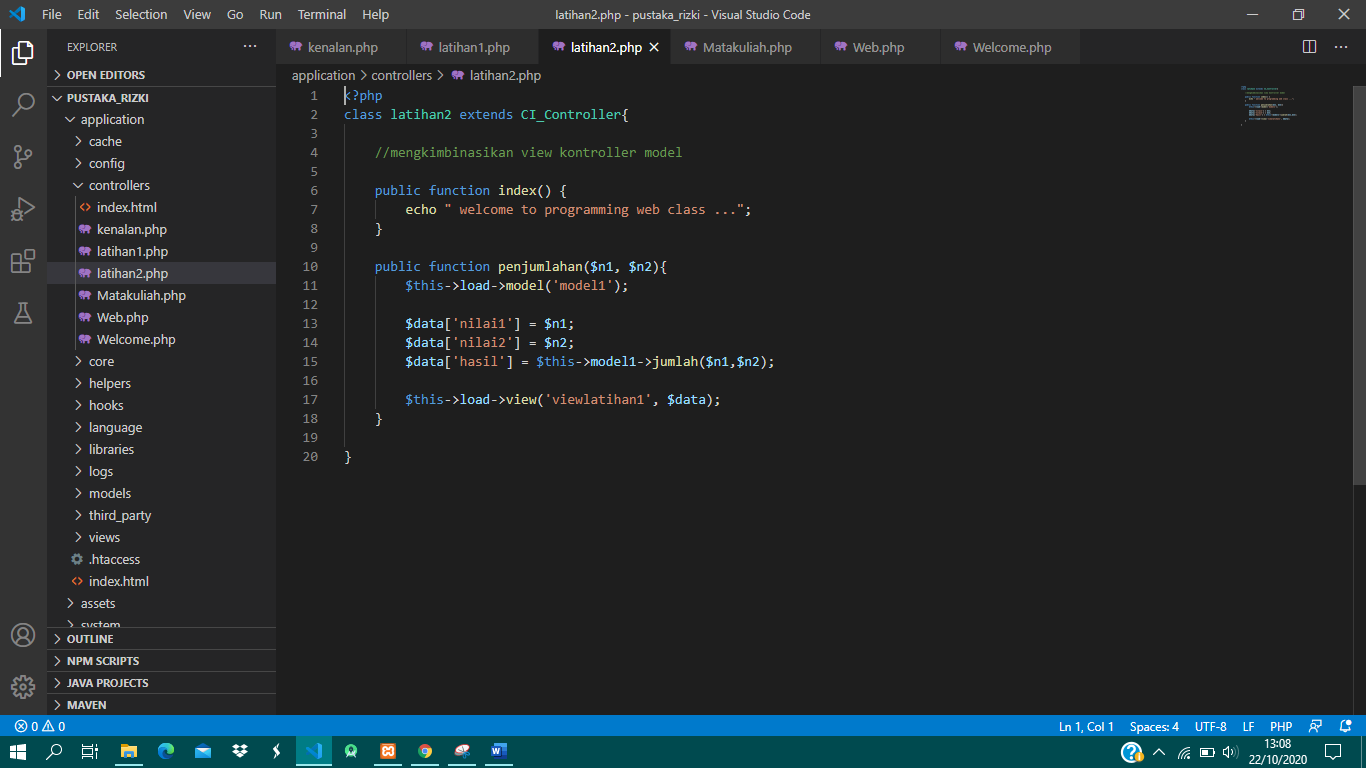 File Edit Selection View Go Run Terminal Help
latihan2.php - pustaka_rizki - Visual Studio Code
EXPLORER
OPEN EDITORS
PUSTAKA_RIZKI
application
cache
config
controllers
index.html
kenalan.php
latihan1.php
latihan2.php
Matakuliah.php
Web.php
Welcome.php
core
helpers
hooks
language
libraries
logs
models
third_party
views
.htaccess
index.html
assets
system
OUTLINE
NPM SCRIPTS
JAVA PROJECTS
MAVEN
kenalan.php latihan1.php latihan2.php Matakuliah.php Web.php Welcome.php
application > controllers > latihan2.php
1 <?php
2 class latihan2 extends CI_Controller{
3
4 //mengkimbinasikan view kontroller model
5
6 public function index() {
7 echo " welcome to programming web class ...";
8 }
9
10 public function penjumlahan($n1, $n2){
11 $this->load->model('model1');
12
13 $data['nilai1'] = $n1;
14 $data['nilai2'] = $n2;
15 $data['hasil'] = $this->model1->jumlah($n1,$n2);
16
17 $this->load->view('viewlatihan1', $data);
18 }
19
20 }
0 0
Ln 1, Col 1 Spaces: 4 UTF-8 LF PHP
13:08
22/10/2020